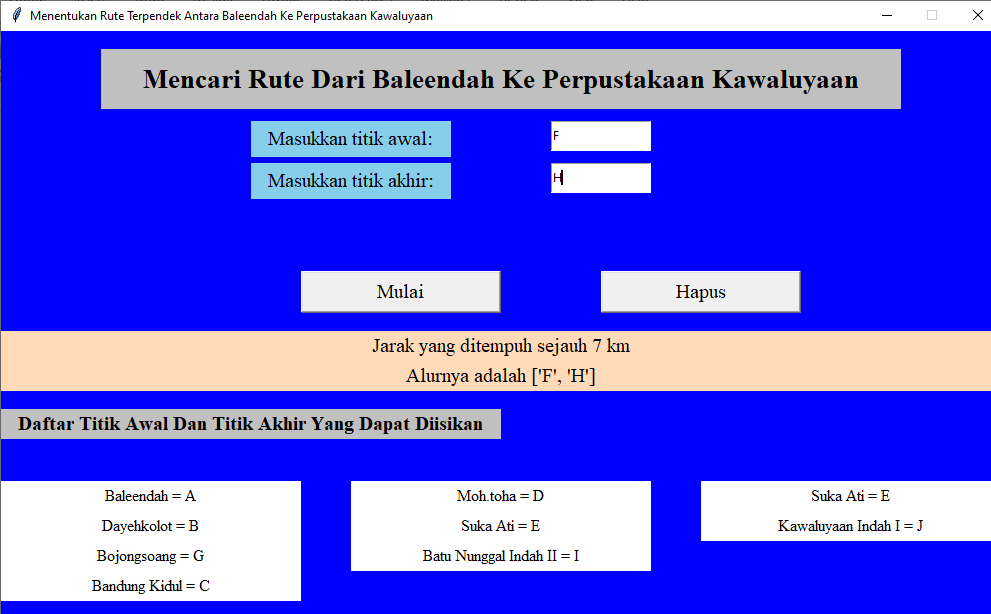 Menentukan Rute Terpendek Antara Baleendah Ke Perpustakaan Kawaluyaan
Mencari Rute Dari Baleendah Ke Perpustakaan Kawaluyaan
Masukkan titik awal:
F
Masukkan titik akhir:
H
Mulai
Hapus
Jarak yang ditempuh sejauh 7 km
Alurnya adalah ['F', 'H']
Daftar Titik Awal Dan Titik Akhir Yang Dapat Diisikan
Baleendah = A
Dayehkolot = B
Bojongsoang = G
Bandung Kidul = C
Moh.toha = D
Suka Ati = E
Batu Nunggal Indah II = I
Suka Ati = E
Kawaluyaan Indah I = J